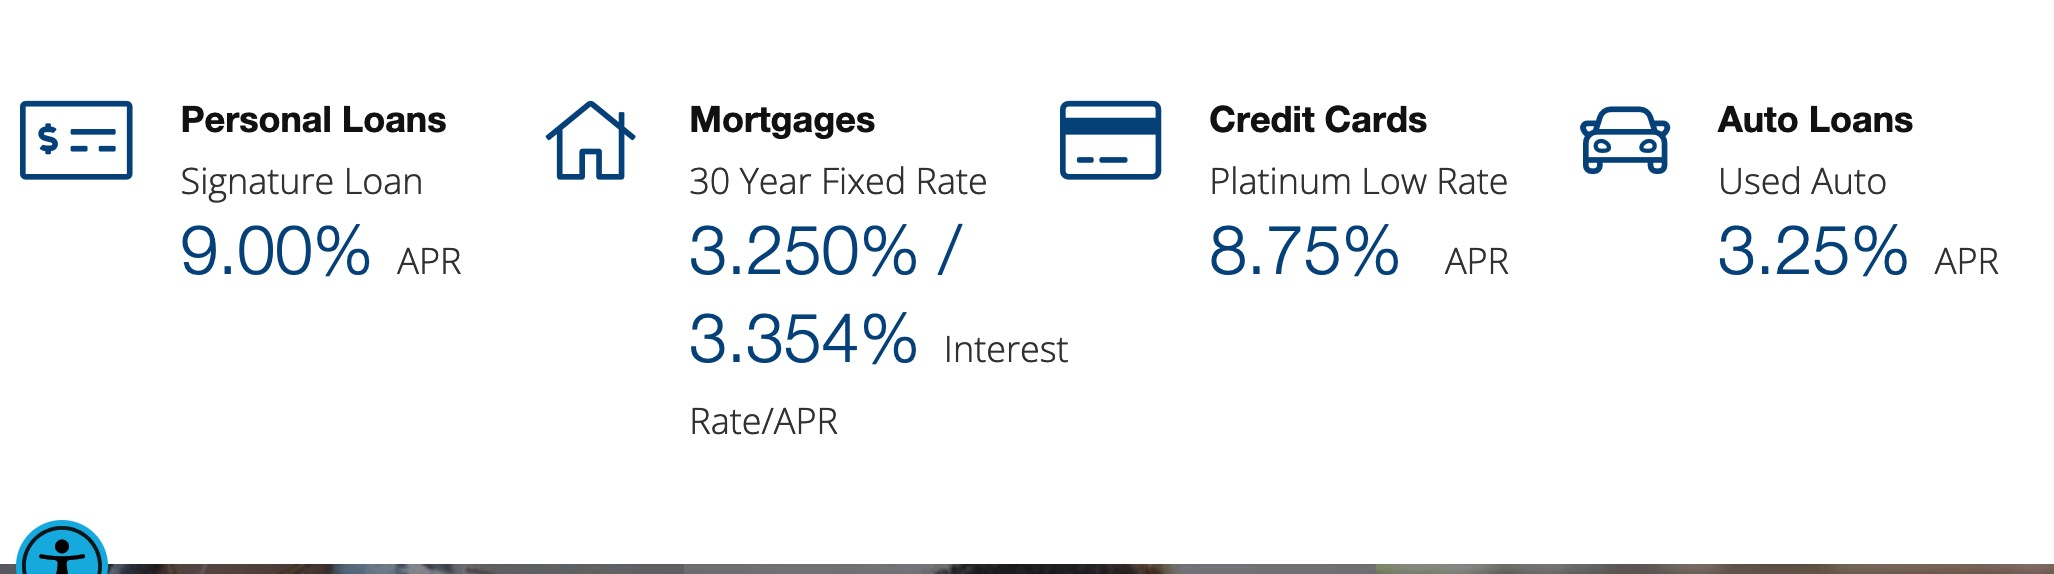 Personal Loans
Signature Loan
9.00% APR
Mortgages
30 Year Fixed Rate
3.250% /
3.354% Interest
Rate/APR
Credit Cards
Platinum Low Rate
8.75% APR
Auto Loans
Used Auto
3.25% APR